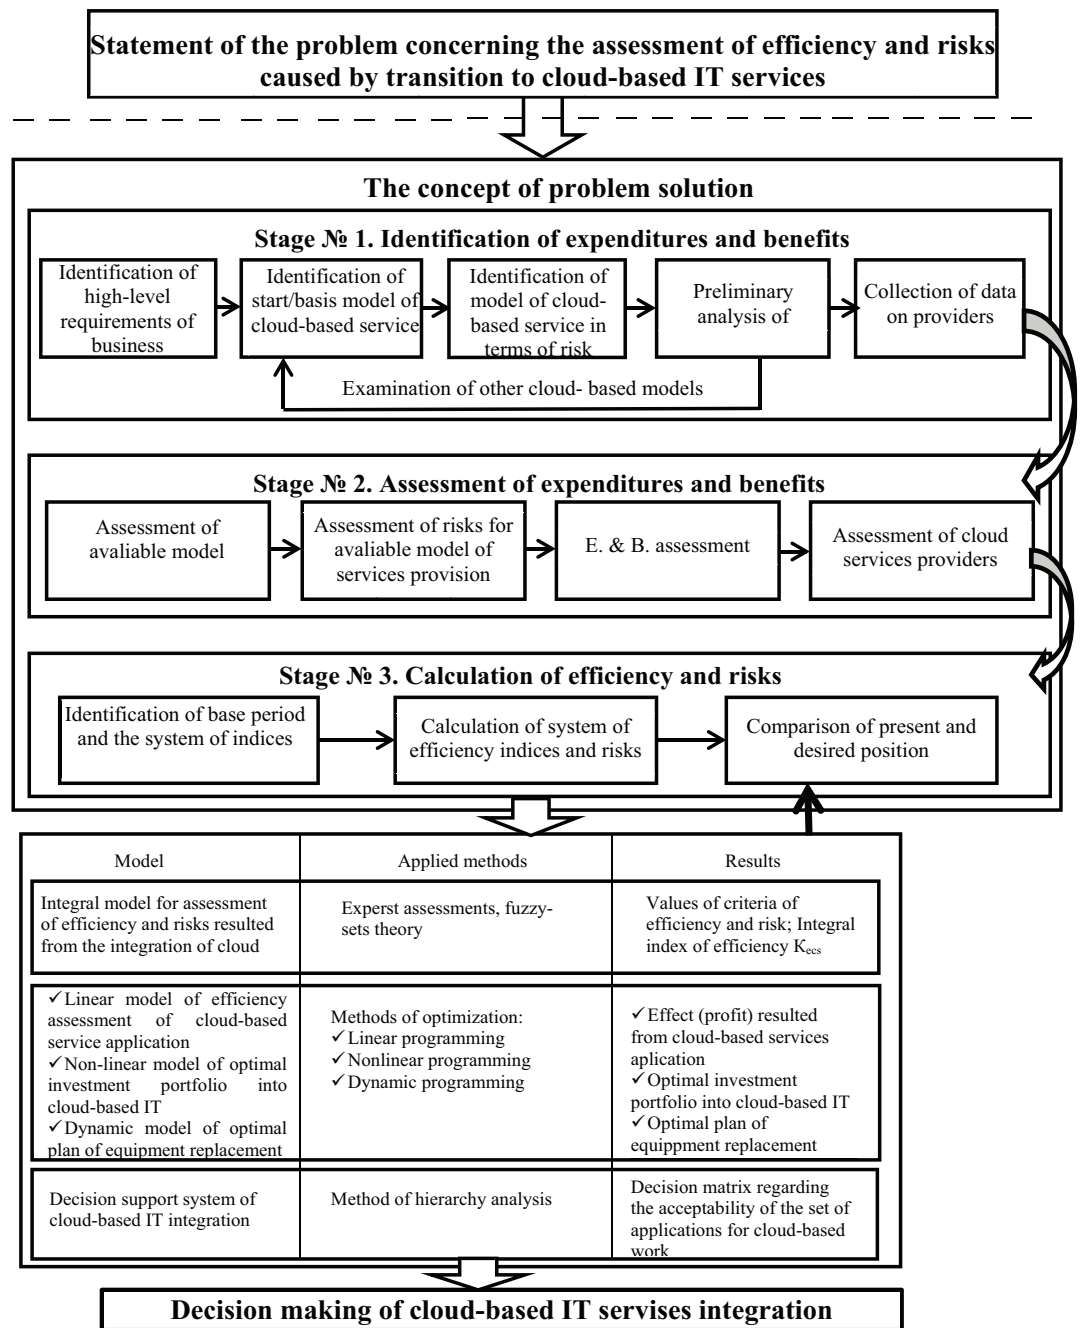 Statement of the problem concerning the assessment of efficiency and risks
caused by transition to cloud-based IT services
The concept of problem solution
Stage № 1. Identification of expenditures and benefits
Identification of
high-level
requirements of
business
Identification of
start/basis model of
cloud-based service
Identification of
model of cloud-
based service in
terms of risk
Preliminary
analysis of
Collection of data
on providers
Examination of other cloud- based models
Stage № 2. Assessment of expenditures and benefits
Assessment of
avaliable model
Assessment of risks for
avaliable model of
services provision
E. & B. assessment
Assessment of cloud
services providers
Stage № 3. Calculation of efficiency and risks
Identification of base period
and the system of indices
Calculation of system of
efficiency indices and risks
Comparison of present and
desired position
Model
Applied methods
Results
Integral model for assessment
of efficiency and risks resulted
from the integration of cloud
Experst assessments, fuzzy-
sets theory
Values of criteria of
efficiency and risk; Integral
index of efficiency Kecs
✓Linear model of efficiency
assessment of cloud-based
service application
✓Non-linear model of optimal
investment portfolio into
cloud-based IT
✓Dynamic model of optimal
plan of equipment replacement
Methods of optimization:
✓Linear programming
✓Nonlinear programming
✓Dynamic programming
✓Effect (profit) resulted
from cloud-based services
aplication
✓Optimal investment
portfolio into cloud-based IT
✓Optimal plan of
equippment replacement
Decision support system of
cloud-based IT integration
Method of hierarchy analysis
Decision matrix regarding
the acceptability of the set of
applications for cloud-based
work
Decision making of cloud-based IT servises integration